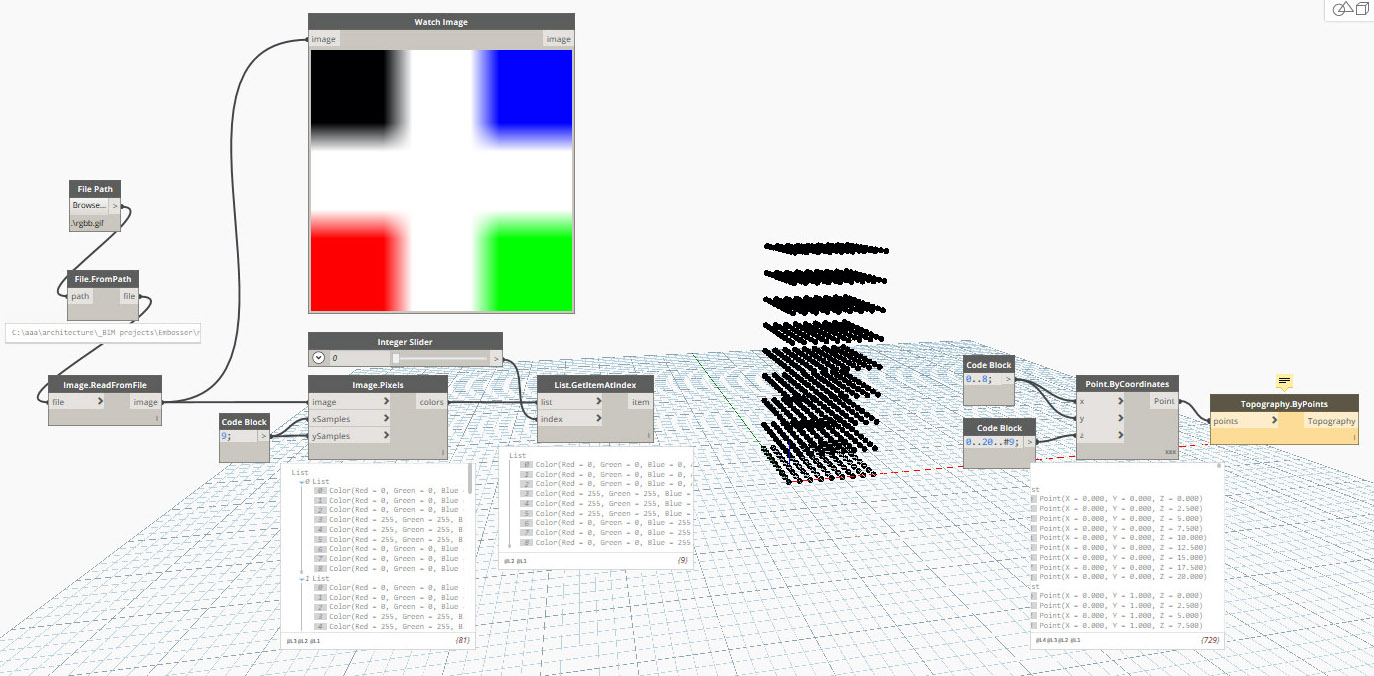 Watch Image
image image
File Path
Browse... >
.\rgbb.gif
File.FromPath
path file
C:\aaa\architecture\_BIM projects\Embosser\r
Image.ReadFromFile
file > image
Integer Slider
0 >
Image.Pixels
image > colors
xSamples >
ySamples >
Code Block
9; >
List.GetItemAtIndex
list > item
index >
List
0 List
0 Color(Red = 0, Green = 0, Blue
1 Color(Red = 0, Green = 0, Blue
2 Color(Red = 0, Green = 0, Blue
3 Color(Red = 255, Green = 255, B
4 Color(Red = 255, Green = 255, B
5 Color(Red = 255, Green = 255, B
6 Color(Red = 0, Green = 0, Blue
7 Color(Red = 0, Green = 0, Blue
8 Color(Red = 0, Green = 0, Blue
1 List
0 Color(Red = 0, Green = 0, Blue
1 Color(Red = 0, Green = 0, Blue
2 Color(Red = 0, Green = 0, Blue
3 Color(Red = 255, Green = 255, B
4 Color(Red = 255, Green = 255, B
@L3 @L2 @L1 {81}
List
0 Color(Red = 0, Green = 0, Blue = 0,
1 Color(Red = 0, Green = 0, Blue = 0,
2 Color(Red = 0, Green = 0, Blue = 0,
3 Color(Red = 255, Green = 255, Blue =
4 Color(Red = 255, Green = 255, Blue =
5 Color(Red = 255, Green = 255, Blue =
6 Color(Red = 0, Green = 0, Blue = 255
7 Color(Red = 0, Green = 0, Blue = 255
8 Color(Red = 0, Green = 0, Blue = 255
@L2 @L1 {9}
Code Block
0..8; >
Code Block
0..20..#9; >
Point.ByCoordinates
x > Point
y >
z >
xxx
Topography.ByPoints
points > Topography
st
Point(X = 0.000, Y = 0.000, Z = 0.000)
Point(X = 0.000, Y = 0.000, Z = 2.500)
Point(X = 0.000, Y = 0.000, Z = 5.000)
Point(X = 0.000, Y = 0.000, Z = 7.500)
Point(X = 0.000, Y = 0.000, Z = 10.000)
Point(X = 0.000, Y = 0.000, Z = 12.500)
Point(X = 0.000, Y = 0.000, Z = 15.000)
Point(X = 0.000, Y = 0.000, Z = 17.500)
Point(X = 0.000, Y = 0.000, Z = 20.000)
st
Point(X = 0.000, Y = 1.000, Z = 0.000)
Point(X = 0.000, Y = 1.000, Z = 2.500)
Point(X = 0.000, Y = 1.000, Z = 5.000)
Point(X = 0.000, Y = 1.000, Z = 7.500)
@L4 @L3 @L2 @L1 {729}